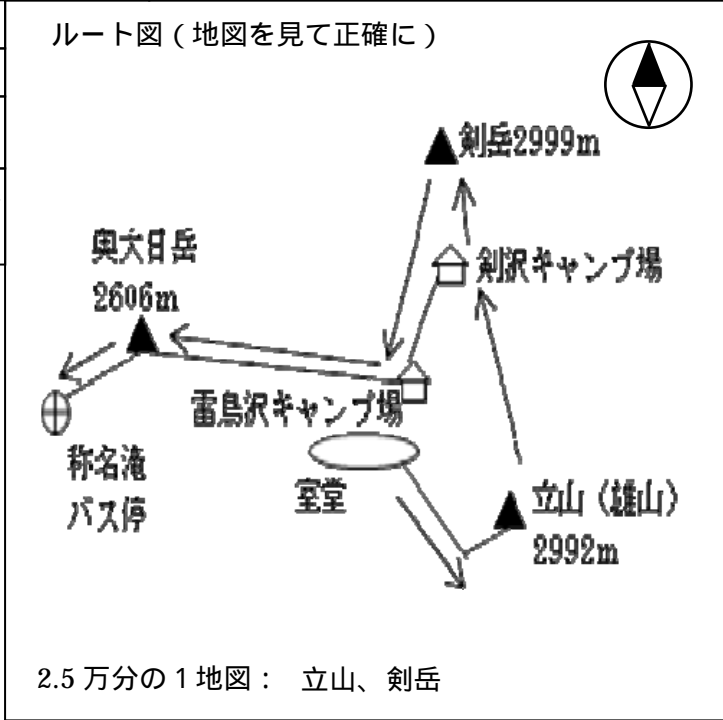 ルート図（地図を見て正確に）
剣岳2999m
奥大日岳
2606m
剣沢キャンプ場
雷鳥沢キャンプ場
称名滝
バス停
室堂
立山（雄山）
2992m
2.5万分の1地図： 立山、剣岳